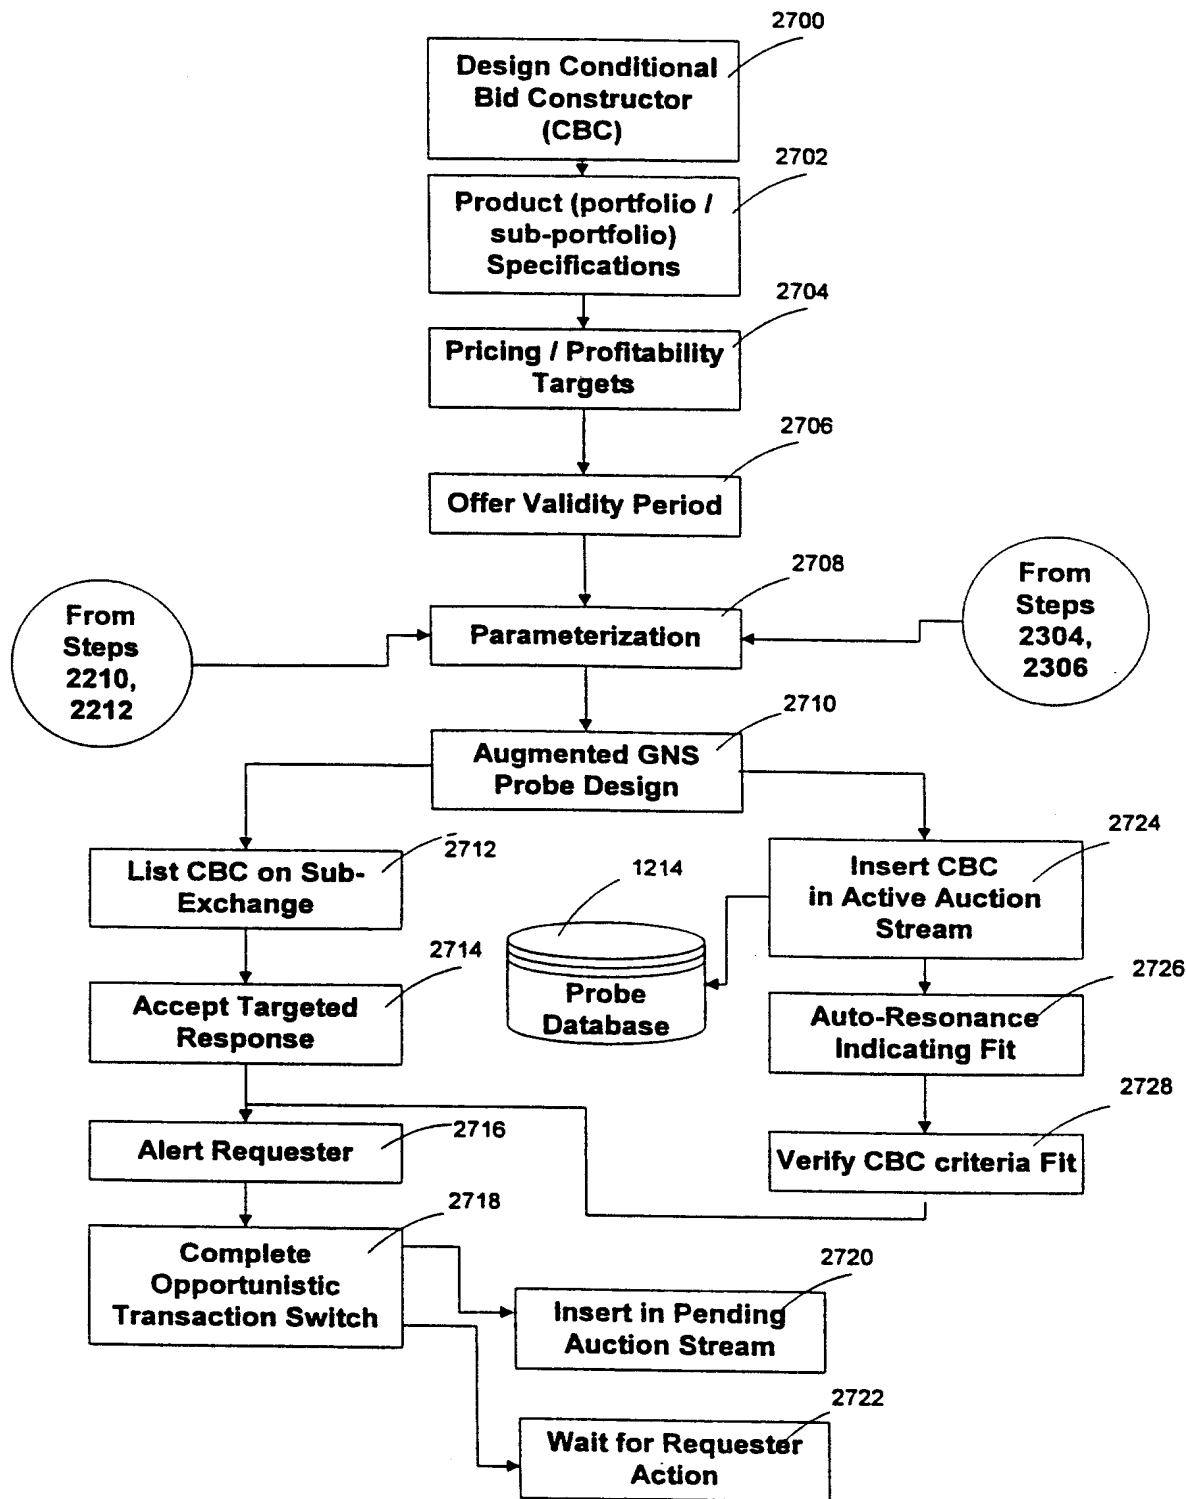 2700
Design Conditional
Bid Constructor
(CBC)
2702
Product (portfolio /
sub-portfolio)
Specifications
2704
Pricing / Profitability
Targets
2706
Offer Validity Period
2708
Parameterization
From
Steps
2210,
2212
From
Steps
2304,
2306
2710
Augmented GNS
Probe Design
2712
List CBC on Sub-
Exchange
2714
Accept Targeted
Response
1214
Probe
Database
2724
Insert CBC
in Active Auction
Stream
2726
Auto-Resonance
Indicating Fit
2728
Verify CBC criteria Fit
2716
Alert Requester
2718
Complete
Opportunistic
Transaction Switch
2720
Insert in Pending
Auction Stream
2722
Wait for Requester
Action